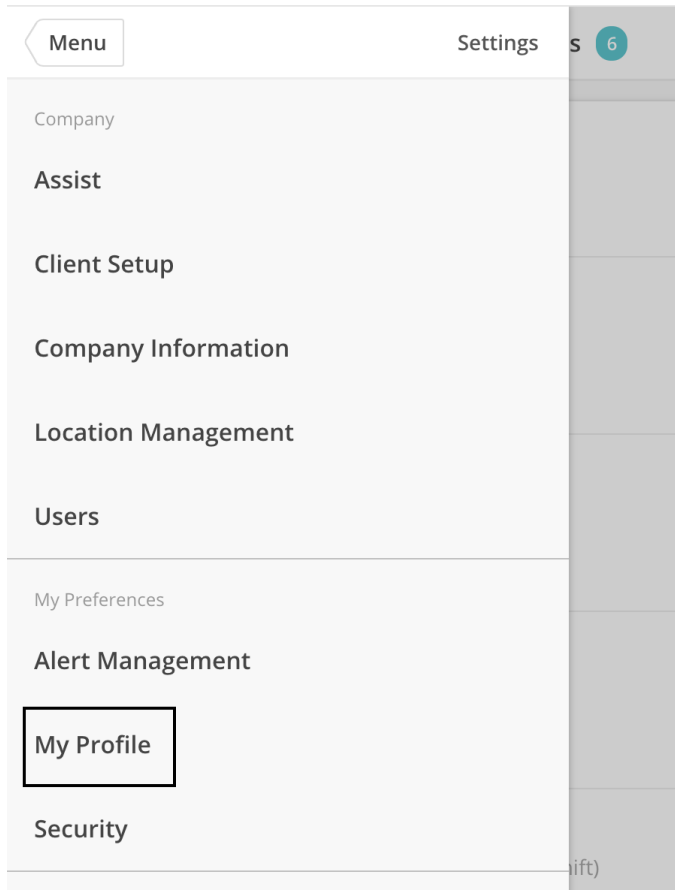 Menu Settings s 6
Company
Assist
Client Setup
Company Information
Location Management
Users
My Preferences
Alert Management
My Profile
Security
ift)